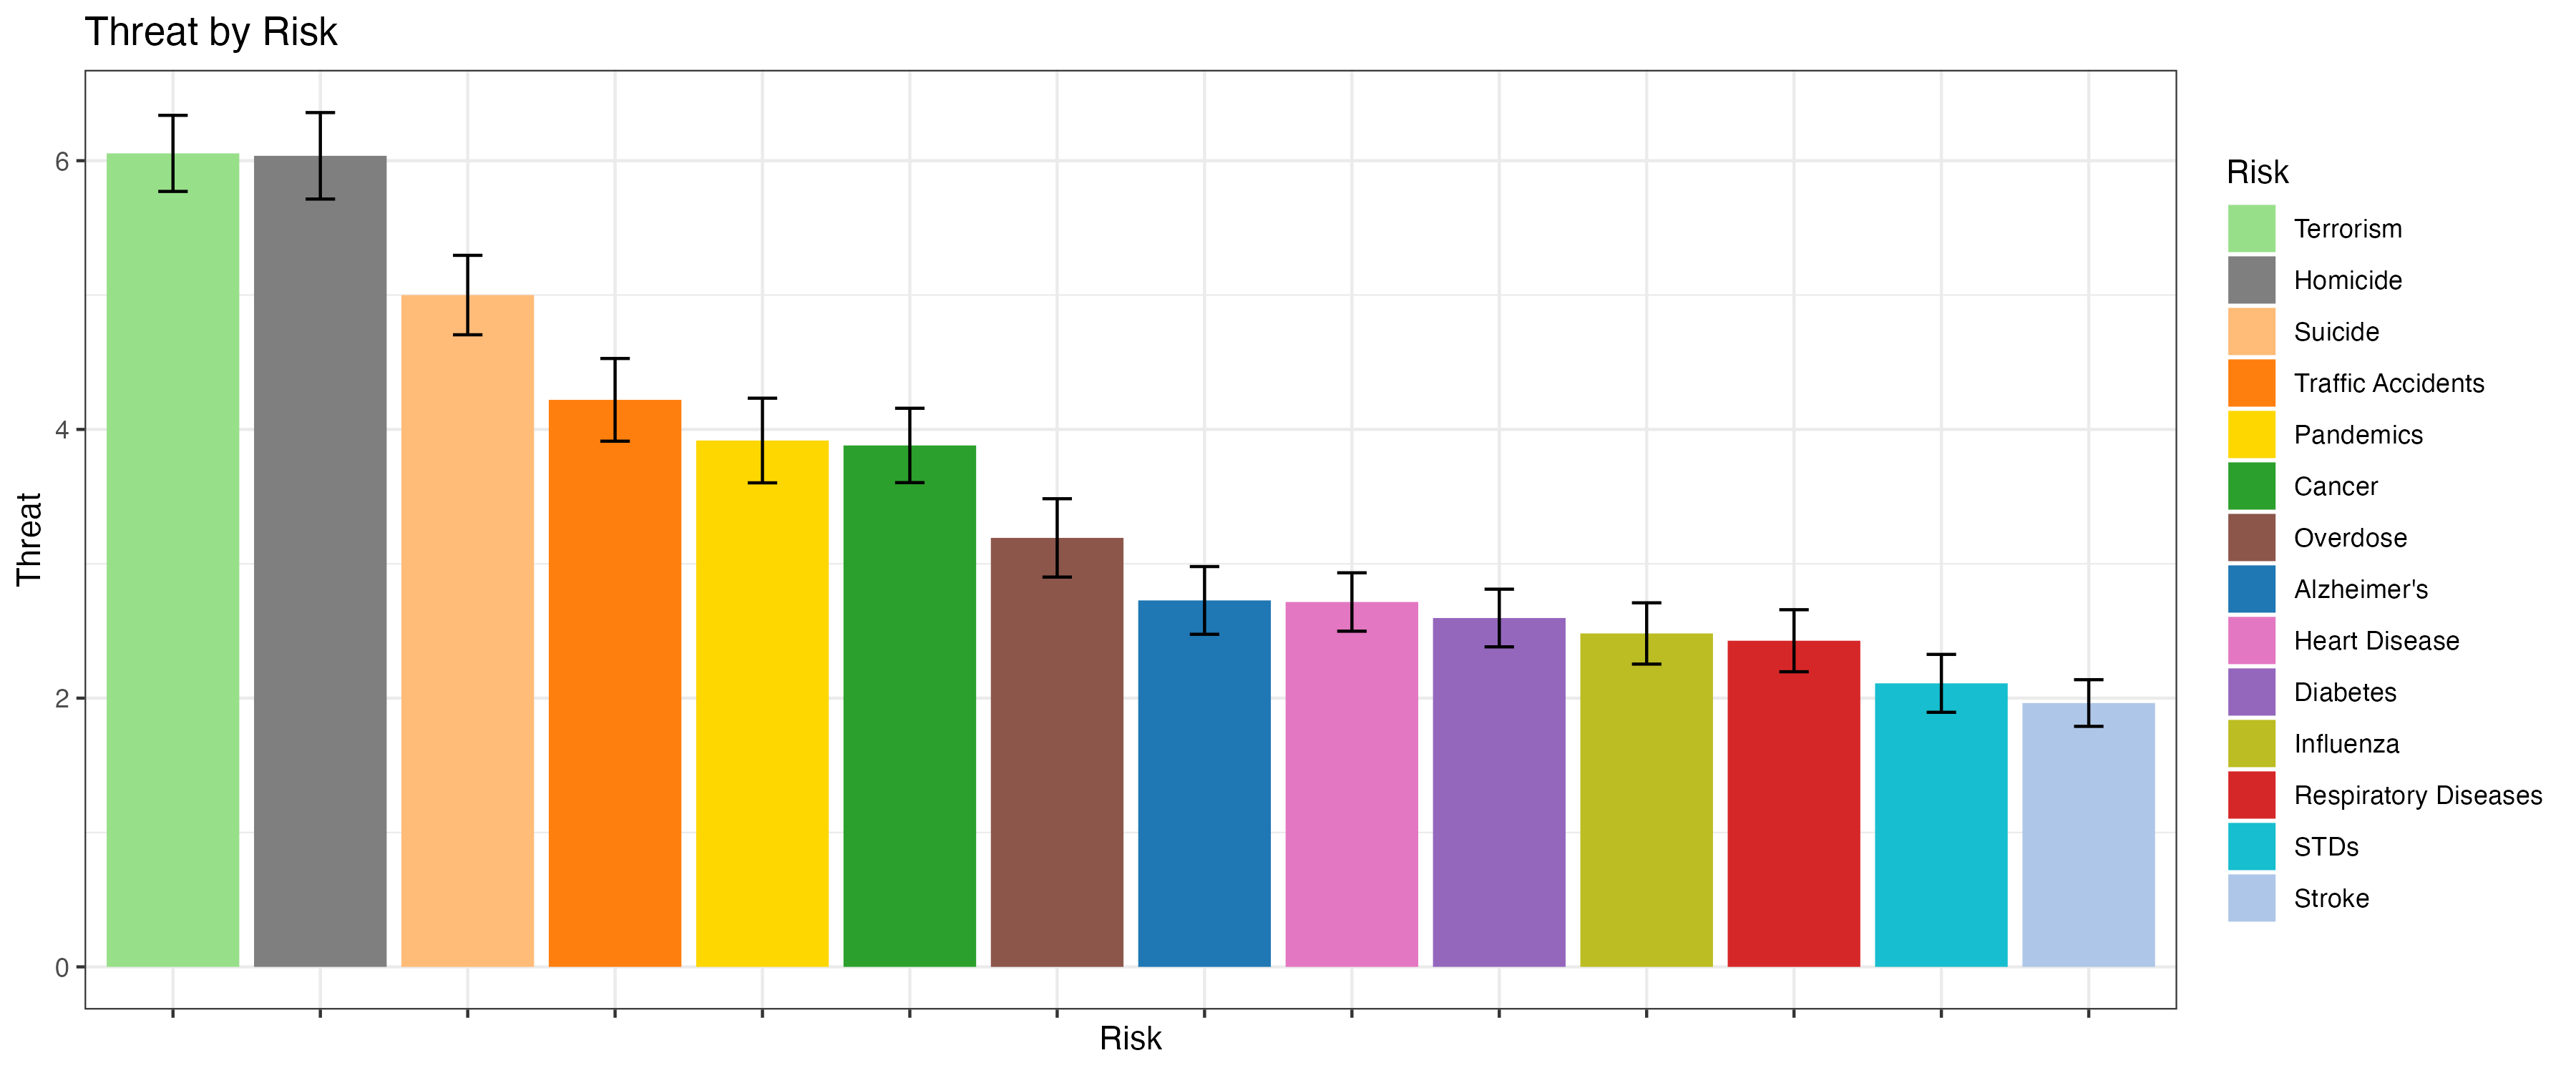 Threat by Risk
6
4
2
0
Threat
Risk
Risk
Terrorism
Homicide
Suicide
Traffic Accidents
Pandemics
Cancer
Overdose
Alzheimer's
Heart Disease
Diabetes
Influenza
Respiratory Diseases
STDs
Stroke